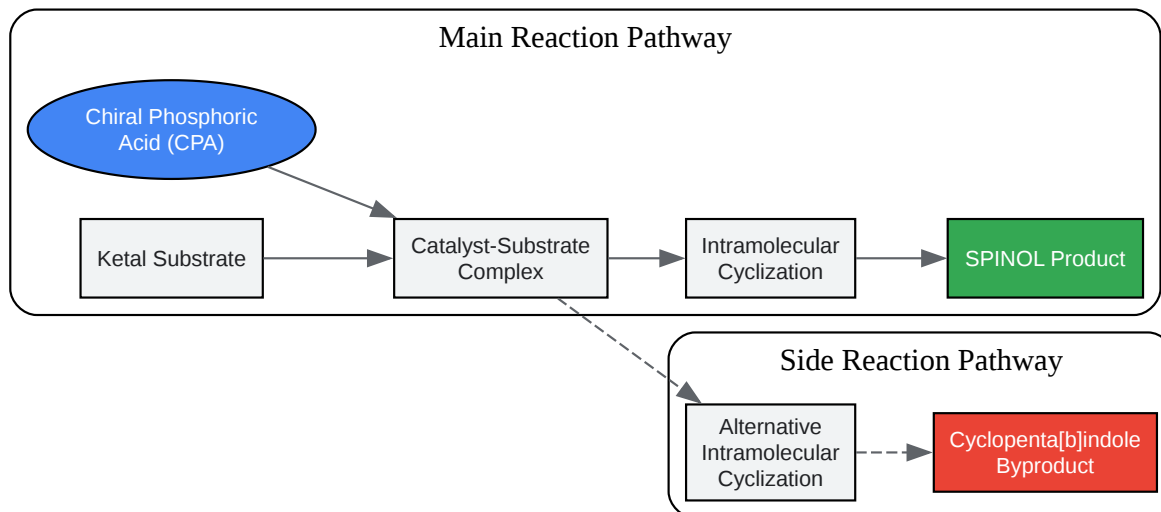 Main Reaction Pathway
Chiral Phosphoric
Acid (CPA)
Ketal Substrate
Catalyst-Substrate
Complex
Intramolecular
Cyclization
SPINOL Product
Side Reaction Pathway
Alternative
Intramolecular
Cyclization
Cyclopenta[b]indole
Byproduct